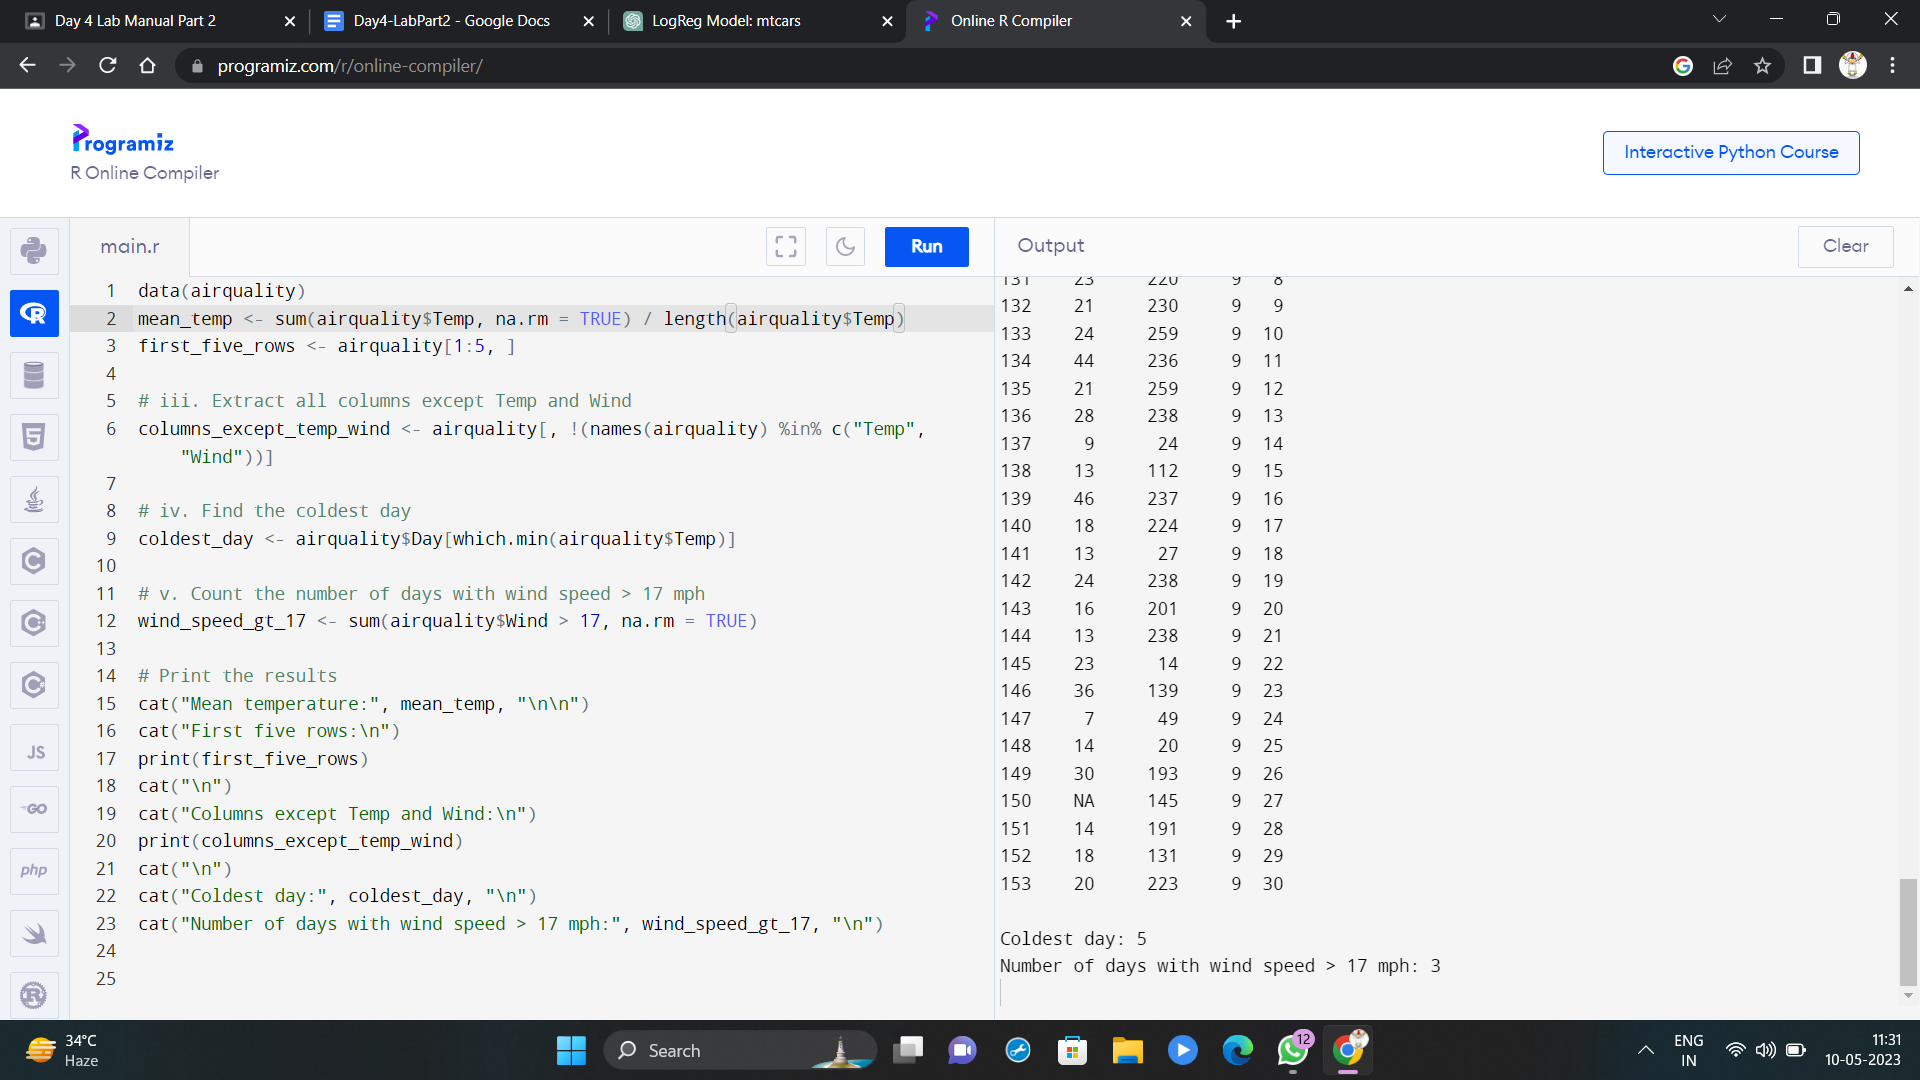 Day 4 Lab Manual Part 2
Day4-LabPart2 - Google Docs
LogReg Model: mtcars
Online R Compiler
programiz.com/r/online-compiler/
Programiz
R Online Compiler
Interactive Python Course
main.r
Run
Output
Clear
1 data(airquality)
2 mean_temp <- sum(airquality$Temp, na.rm = TRUE) / length(airquality$Temp)
3 first_five_rows <- airquality[1:5, ]
4
5 # iii. Extract all columns except Temp and Wind
6 columns_except_temp_wind <- airquality[, !(names(airquality) %in% c("Temp",
"Wind"))]
7
8 # iv. Find the coldest day
9 coldest_day <- airquality$Day[which.min(airquality$Temp)]
10
11 # v. Count the number of days with wind speed > 17 mph
12 wind_speed_gt_17 <- sum(airquality$Wind > 17, na.rm = TRUE)
13
14 # Print the results
15 cat("Mean temperature:", mean_temp, "\n\n")
16 cat("First five rows:\n")
17 print(first_five_rows)
18 cat("\n")
19 cat("Columns except Temp and Wind:\n")
20 print(columns_except_temp_wind)
21 cat("\n")
22 cat("Coldest day:", coldest_day, "\n")
23 cat("Number of days with wind speed > 17 mph:", wind_speed_gt_17, "\n")
24
25
131 23 220 9 8
132 21 230 9 9
133 24 259 9 10
134 44 236 9 11
135 21 259 9 12
136 28 238 9 13
137 9 24 9 14
138 13 112 9 15
139 46 237 9 16
140 18 224 9 17
141 13 27 9 18
142 24 238 9 19
143 16 201 9 20
144 13 238 9 21
145 23 14 9 22
146 36 139 9 23
147 7 49 9 24
148 14 20 9 25
149 30 193 9 26
150 NA 145 9 27
151 14 191 9 28
152 18 131 9 29
153 20 223 9 30
Coldest day: 5
Number of days with wind speed > 17 mph: 3
JS
GO
php
34°C
Haze
Search
12
ENG
IN
11:31
10-05-2023